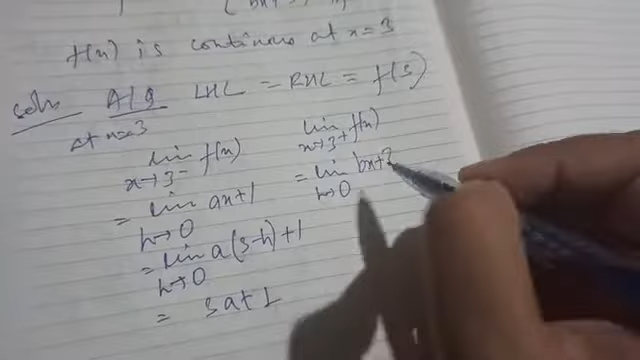 f(x) is continuous at x=3
Soln A/q LHL = RHL = f(3)
At x=3
lim x→3⁻ f(x)
= lim h→0 ax+1
= lim h→0 a(3-h)+1
= 3a+1
lim x→3+ f(x)
= lim h→0 bx+3